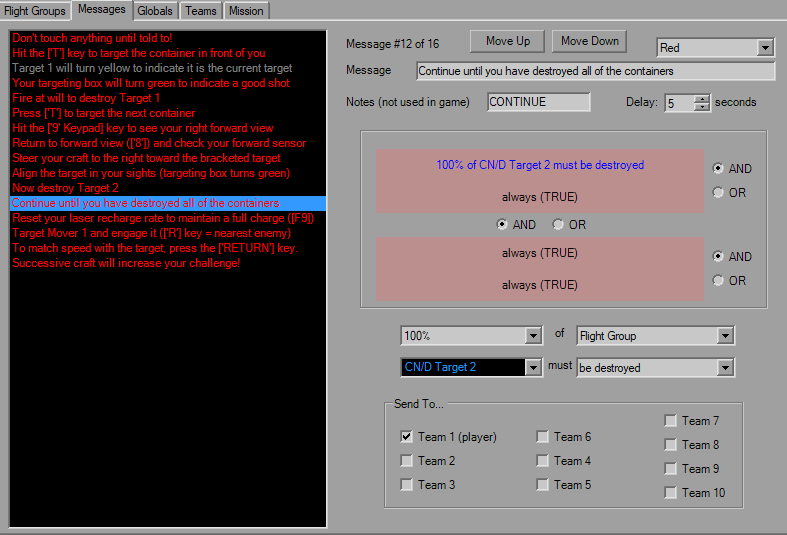 Flight Groups Messages Globals Teams Mission
Don't touch anything until told to!
Hit the ['T'] key to target the container in front of you
Target 1 will turn yellow to indicate it is the current target
Your targeting box will turn green to indicate a good shot
Fire at will to destroy Target 1
Press ['T'] to target the next container
Hit the ['9' Keypad] key to see your right forward view
Return to forward view (['8']) and check your forward sensor
Steer your craft to the right toward the bracketed target
Align the target in your sights (targeting box turns green)
Now destroy Target 2
Continue until you have destroyed all of the containers
Reset your laser recharge rate to maintain a full charge ([F9])
Target Mover 1 and engage it (['R'] key = nearest enemy)
To match speed with the target, press the ['RETURN'] key.
Successive craft will increase your challenge!
Message #12 of 16 Move Up Move Down Red
Message Continue until you have destroyed all of the containers
Notes (not used in game) CONTINUE Delay: 5 seconds
100% of CN/D Target 2 must be destroyed AND
always (TRUE) OR
AND OR
always (TRUE) AND
always (TRUE) OR
100% of Flight Group
CN/D Target 2 must be destroyed
Send To...
Team 1 (player) Team 6 Team 7
Team 2 Team 4 Team 8
Team 3 Team 5 Team 9
Team 10